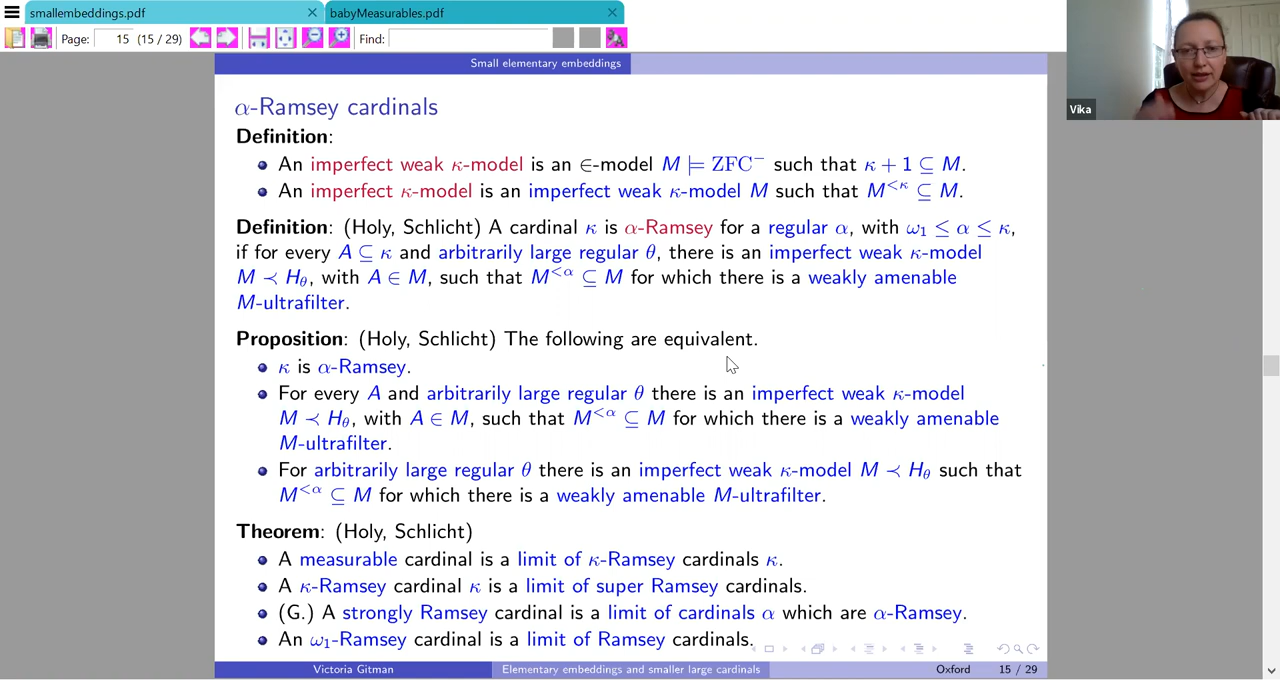 smallembeddings.pdf
babyMeasurables.pdf
Page: 15 (15 / 29) Find:
Vika
Small elementary embeddings
α-Ramsey cardinals
Definition:
An imperfect weak κ-model is an ∈-model M ⊨ ZFC⁻ such that κ + 1 ⊆ M.
An imperfect κ-model is an imperfect weak κ-model M such that M^{<κ} ⊆ M.
Definition: (Holy, Schlicht) A cardinal κ is α-Ramsey for a regular α, with ω₁ ≤ α ≤ κ,
if for every A ⊆ κ and arbitrarily large regular θ, there is an imperfect weak κ-model
M ≺ H_θ, with A ∈ M, such that M^{<α} ⊆ M for which there is a weakly amenable
M-ultrafilter.
Proposition: (Holy, Schlicht) The following are equivalent.
κ is α-Ramsey.
For every A and arbitrarily large regular θ there is an imperfect weak κ-model
M ≺ H_θ, with A ∈ M, such that M^{<α} ⊆ M for which there is a weakly amenable
M-ultrafilter.
For arbitrarily large regular θ there is an imperfect weak κ-model M ≺ H_θ such that
M^{<α} ⊆ M for which there is a weakly amenable M-ultrafilter.
Theorem: (Holy, Schlicht)
A measurable cardinal is a limit of κ-Ramsey cardinals κ.
A κ-Ramsey cardinal κ is a limit of super Ramsey cardinals.
(G.) A strongly Ramsey cardinal is a limit of cardinals α which are α-Ramsey.
An ω₁-Ramsey cardinal is a limit of Ramsey cardinals.
Victoria Gitman Elementary embeddings and smaller large cardinals Oxford 15 / 29